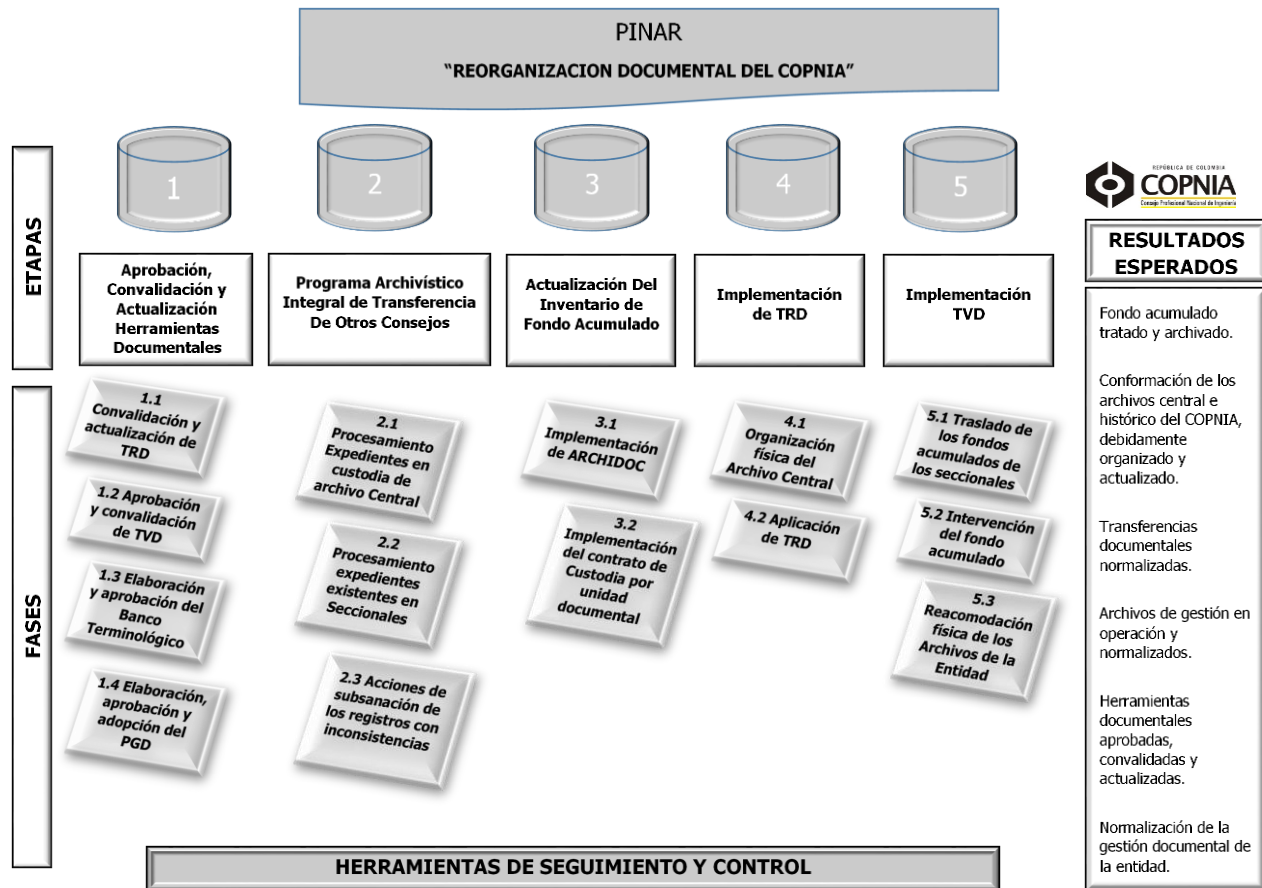 PINAR
“REORGANIZACION DOCUMENTAL DEL COPNIA”
ETAPAS
1
2
3
4
5
Aprobación,
Convalidación y
Actualización
Herramientas
Documentales
Programa Archivístico
Integral de Transferencia
De Otros Consejos
Actualización Del
Inventario de
Fondo Acumulado
Implementación
de TRD
Implementación
TVD
FASES
1.1
Convalidación y
actualización de
TRD
1.2 Aprobación
y convalidación
de TVD
1.3 Elaboración
y aprobación del
Banco
Terminológico
1.4 Elaboración,
aprobación y
adopción del
PGD
2.1
Procesamiento
Expedientes en
custodia de
archivo Central
2.2
Procesamiento
expedientes
existentes en
Seccionales
2.3 Acciones de
subsanación de
los registros con
inconsistencias
3.1
Implementación
de ARCHIDOC
3.2
Implementación
del contrato de
Custodia por
unidad
documental
4.1
Organización
física del
Archivo Central
4.2 Aplicación
de TRD
5.1 Traslado de
los fondos
acumulados de
los seccionales
5.2 Intervención
del fondo
acumulado
5.3
Reacomodación
física de los
Archivos de la
Entidad
REPÚBLICA DE COLOMBIA
COPNIA
Consejo Profesional Nacional de Ingeniería
RESULTADOS
ESPERADOS
Fondo acumulado
tratado y archivado.
Conformación de los
archivos central e
histórico del COPNIA,
debidamente
organizado y
actualizado.
Transferencias
documentales
normalizadas.
Archivos de gestión en
operación y
normalizados.
Herramientas
documentales
aprobadas,
convalidadas y
actualizadas.
Normalización de la
gestión documental de
la entidad.
HERRAMIENTAS DE SEGUIMIENTO Y CONTROL